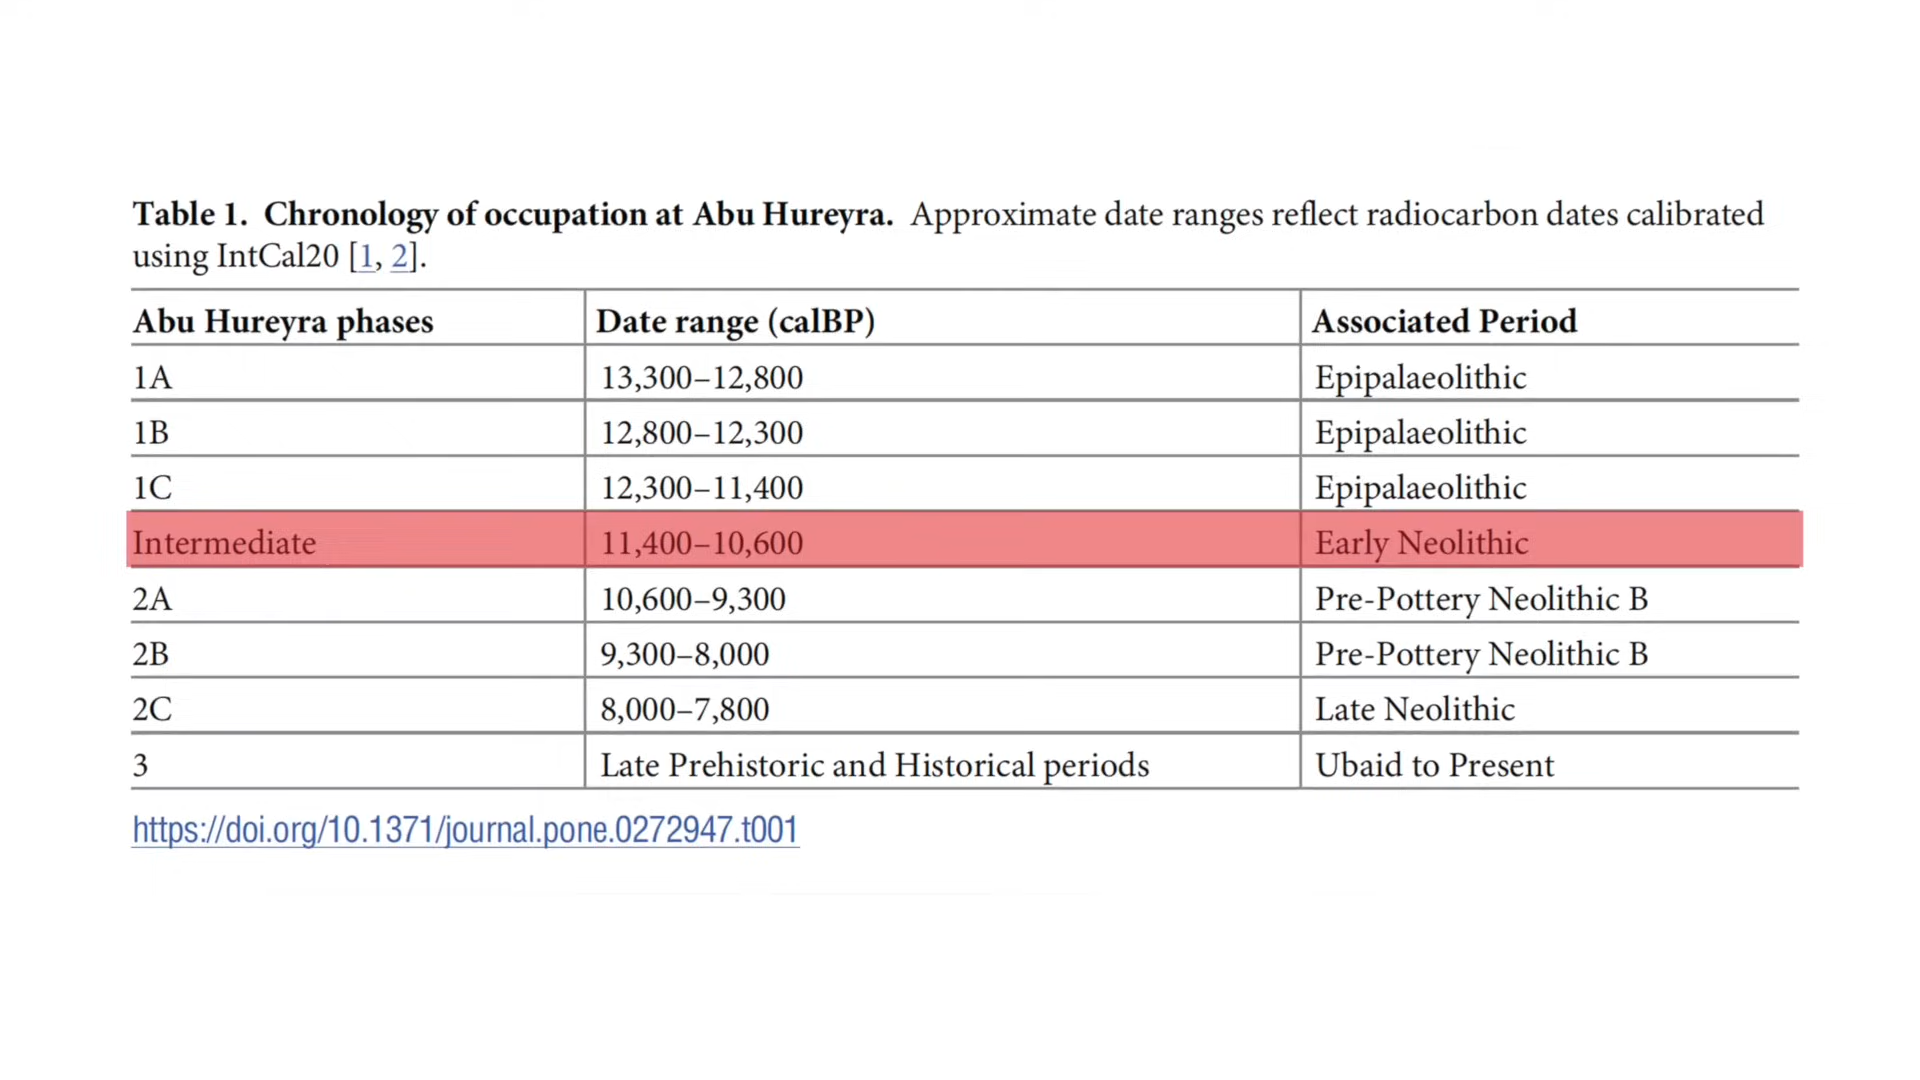 Table 1. Chronology of occupation at Abu Hureyra. Approximate date ranges reflect radiocarbon dates calibrated
using IntCal20 [1, 2].
Abu Hureyra phases Date range (calBP) Associated Period
1A 13,300–12,800 Epipalaeolithic
1B 12,800–12,300 Epipalaeolithic
1C 12,300–11,400 Epipalaeolithic
Intermediate 11,400–10,600 Early Neolithic
2A 10,600–9,300 Pre-Pottery Neolithic B
2B 9,300–8,000 Pre-Pottery Neolithic B
2C 8,000–7,800 Late Neolithic
3 Late Prehistoric and Historical periods Ubaid to Present
https://doi.org/10.1371/journal.pone.0272947.t001